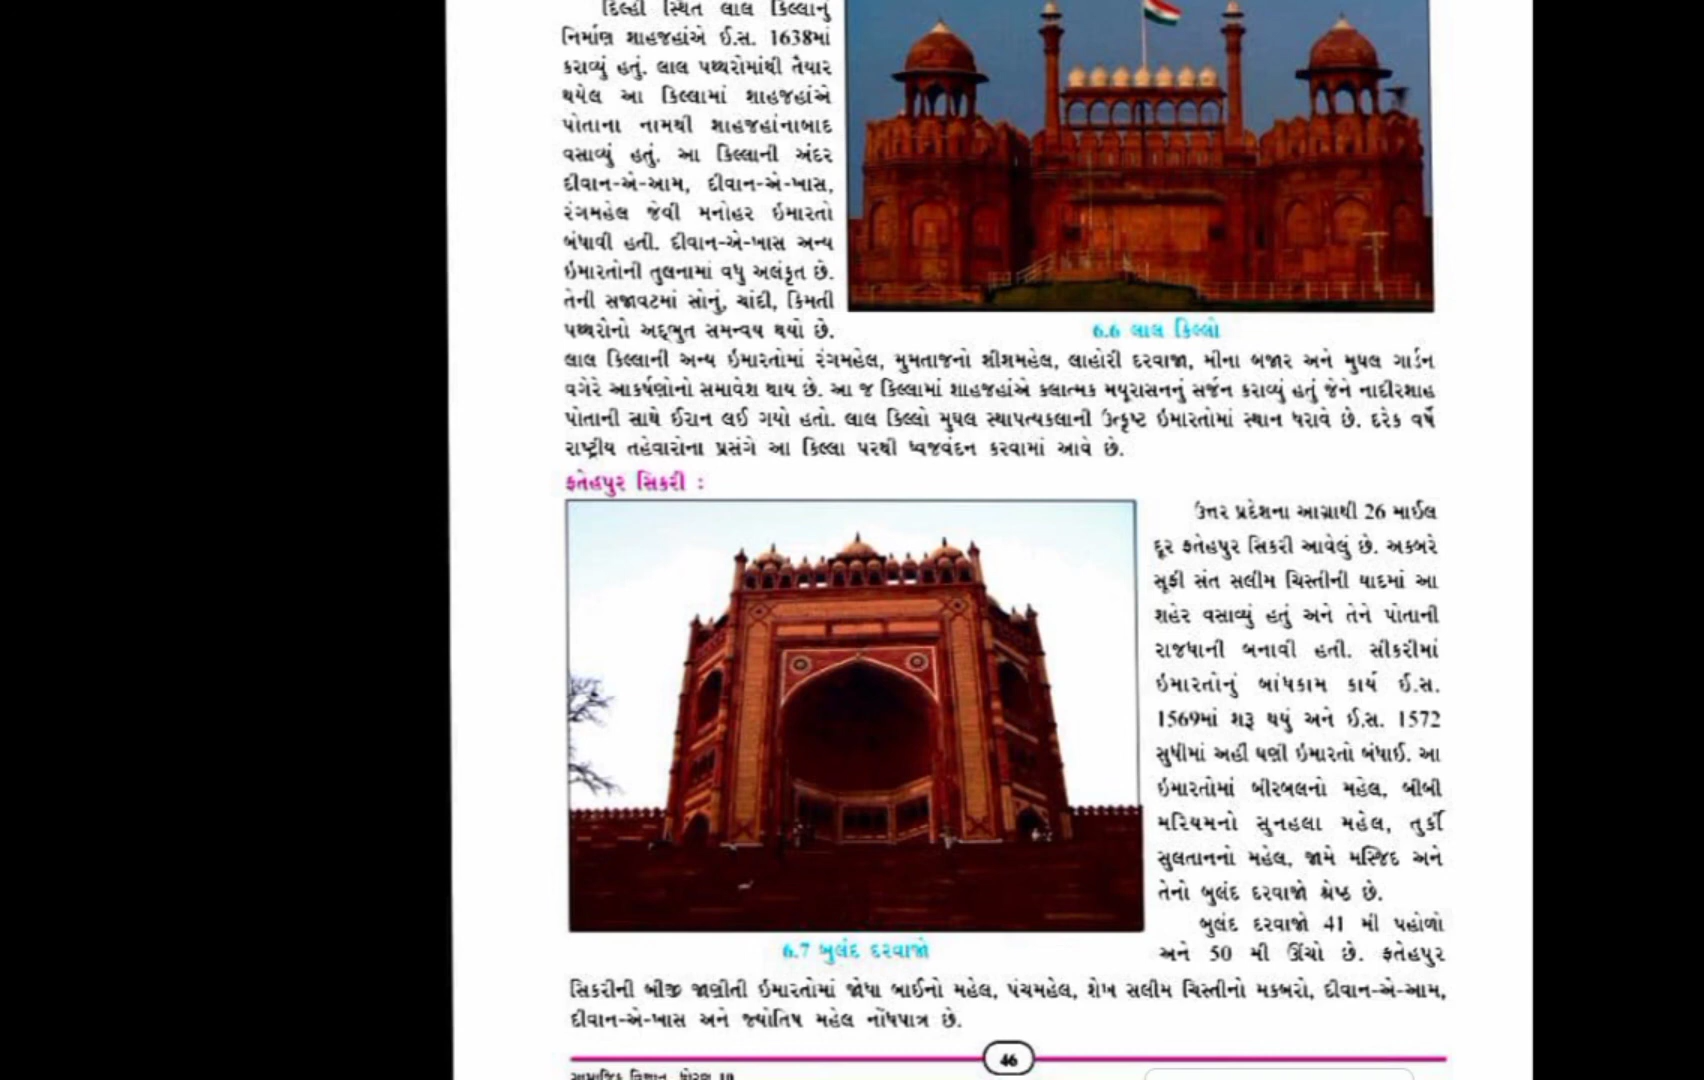 દિલ્હી સ્થિત લાલ કિલ્લાનું
નિર્માણ શાહજહાંએ ઈ.સ. 1638માં
કરાવ્યું હતું. લાલ પથ્થરોમાંથી તૈયાર
થયેલ આ કિલ્લામાં શાહજહાંએ
પોતાના નામથી શાહજહાંનાબાદ
વસાવ્યું હતું. આ કિલ્લાની અંદર
દીવાન-એ-આમ, દીવાન-એ-ખાસ,
રંગમહેલ જેવી મનોહર ઇમારતો
બંધાવી હતી. દીવાન-એ-ખાસ અન્ય
ઇમારતોની તુલનામાં વધુ અલંકૃત છે.
તેની સજાવટમાં સોનું, ચાંદી, કિમતી
પથ્થરોનો અદ્ભુત સમન્વય થયો છે.
6.6 લાલ કિલ્લો
લાલ કિલ્લાની અન્ય ઇમારતોમાં રંગમહેલ, મુમતાજનો શીશમહેલ, લાહોરી દરવાજા, મીના બજાર અને મુઘલ ગાર્ડન
વગેરે આકર્ષણોનો સમાવેશ થાય છે. આ જ કિલ્લામાં શાહજહાંએ કલાત્મક મયૂરાસનનું સર્જન કરાવ્યું હતું જેને નાદીરશાહ
પોતાની સાથે ઈરાન લઈ ગયો હતો. લાલ કિલ્લો મુઘલ સ્થાપત્યકલાની ઉત્કૃષ્ટ ઇમારતોમાં સ્થાન ધરાવે છે. દરેક વર્ષે
રાષ્ટ્રીય તહેવારોના પ્રસંગે આ કિલ્લા પરથી ધ્વજવંદન કરવામાં આવે છે.
ફતેહપુર સિકરી :
ઉત્તર પ્રદેશના આગ્રાથી 26 માઈલ
દૂર ફતેહપુર સિકરી આવેલું છે. અકબરે
સૂફી સંત સલીમ ચિસ્તીની યાદમાં આ
શહેર વસાવ્યું હતું અને તેને પોતાની
રાજધાની બનાવી હતી. સીકરીમાં
ઇમારતોનું બાંધકામ કાર્ય ઈ.સ.
1569માં શરૂ થયું અને ઈ.સ. 1572
સુધીમાં અહીં ઘણી ઇમારતો બંધાઈ. આ
ઇમારતોમાં બીરબલનો મહેલ, બીબી
મરિયમનો સુનહલા મહેલ, તુર્કી
સુલતાનનો મહેલ, જામે મસ્જિદ અને
તેનો બુલંદ દરવાજો શ્રેષ્ઠ છે.
બુલંદ દરવાજો 41 મી પહોળો
અને 50 મી ઊંચો છે. ફતેહપુર
6.7 બુલંદ દરવાજો
સિકરીની બીજી જાણીતી ઇમારતોમાં જોધા બાઈનો મહેલ, પંચમહેલ, શેખ સલીમ ચિસ્તીનો મકબરો, દીવાન-એ-આમ,
દીવાન-એ-ખાસ અને જ્યોતિષ મહેલ નોંધપાત્ર છે.
46
સામાજિક વિજ્ઞાન, ધોરણ 10